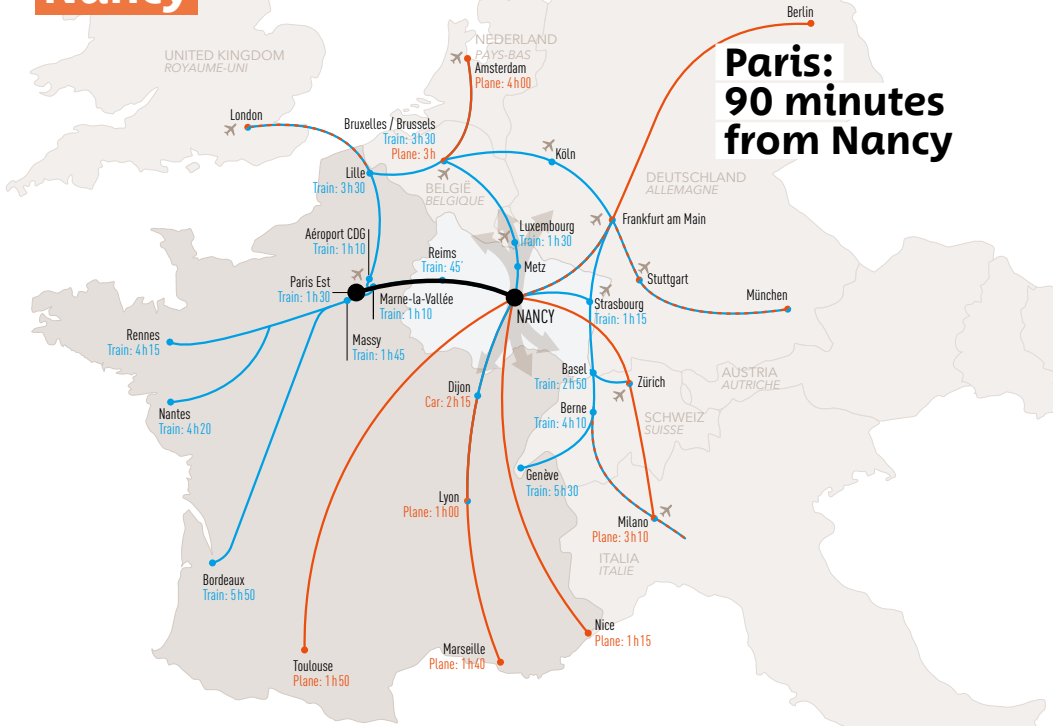 Nancy
Berlin
Paris:
90 minutes
from Nancy
NEDERLAND
PAYS-BAS
UNITED KINGDOM
ROYAUME-UNI
Amsterdam
Plane: 4h00
London
Bruxelles / Brussels
Train: 3h30
Plane: 3h
Köln
Lille
Train: 3h30
BELGIË
BELGIQUE
DEUTSCHLAND
ALLEMAGNE
Frankfurt am Main
Luxembourg
Train: 1h30
Aéroport CDG
Train: 1h10
Reims
Train: 45'
Metz
Stuttgart
Paris Est
Train: 1h30
Marne-la-Vallée
Train: 1h10
NANCY
Strasbourg
Train: 1h15
München
Rennes
Train: 4h15
Massy
Train: 1h45
Basel
Train: 2h50
Zürich
AUSTRIA
AUTRICHE
Dijon
Car: 2h15
Nantes
Train: 4h20
Berne
Train: 4h10
SCHWEIZ
SUISSE
Genève
Train: 5h30
Lyon
Plane: 1h00
Milano
Plane: 3h10
ITALIA
ITALIE
Bordeaux
Train: 5h50
Nice
Plane: 1h15
Marseille
Plane: 1h40
Toulouse
Plane: 1h50